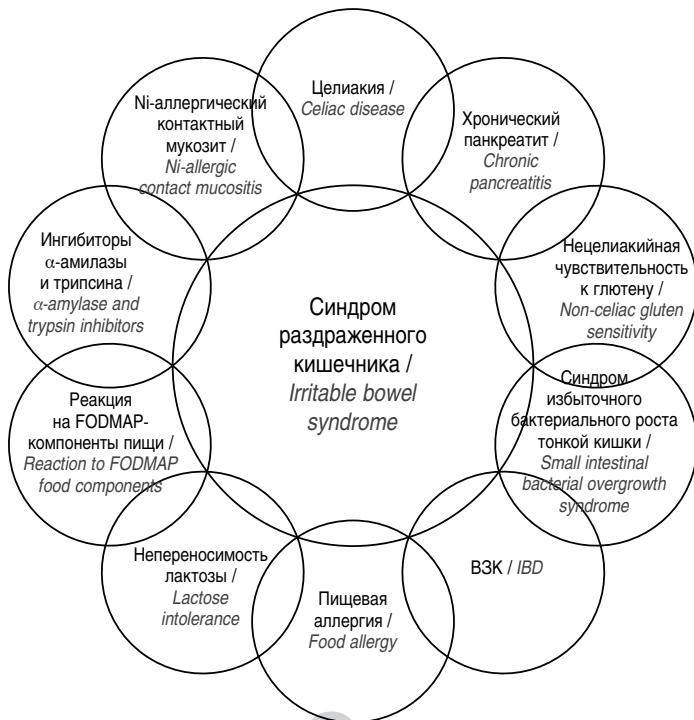 Целиакия /
Celiac disease
Хронический
панкреатит /
Chronic
pancreatitis
Нецелиакийная
чувствительность
к глютену /
Non-celiac gluten
sensitivity
Синдром
избыточного
бактериального роста
тонкой кишки /
Small intestinal
bacterial overgrowth
syndrome
ВЗК / IBD
Пищевая
аллергия /
Food allergy
Непереносимость
лактозы /
Lactose
intolerance
Реакция
на FODMAP-
компоненты пищи /
Reaction to FODMAP
food components
Ингибиторы
α-амилазы
и трипсина /
α-amylase and
trypsin inhibitors
Ni-аллергический
контактный
мукозит /
Ni-allergic
contact mucositis
Синдром
раздраженного
кишечника /
Irritable bowel
syndrome